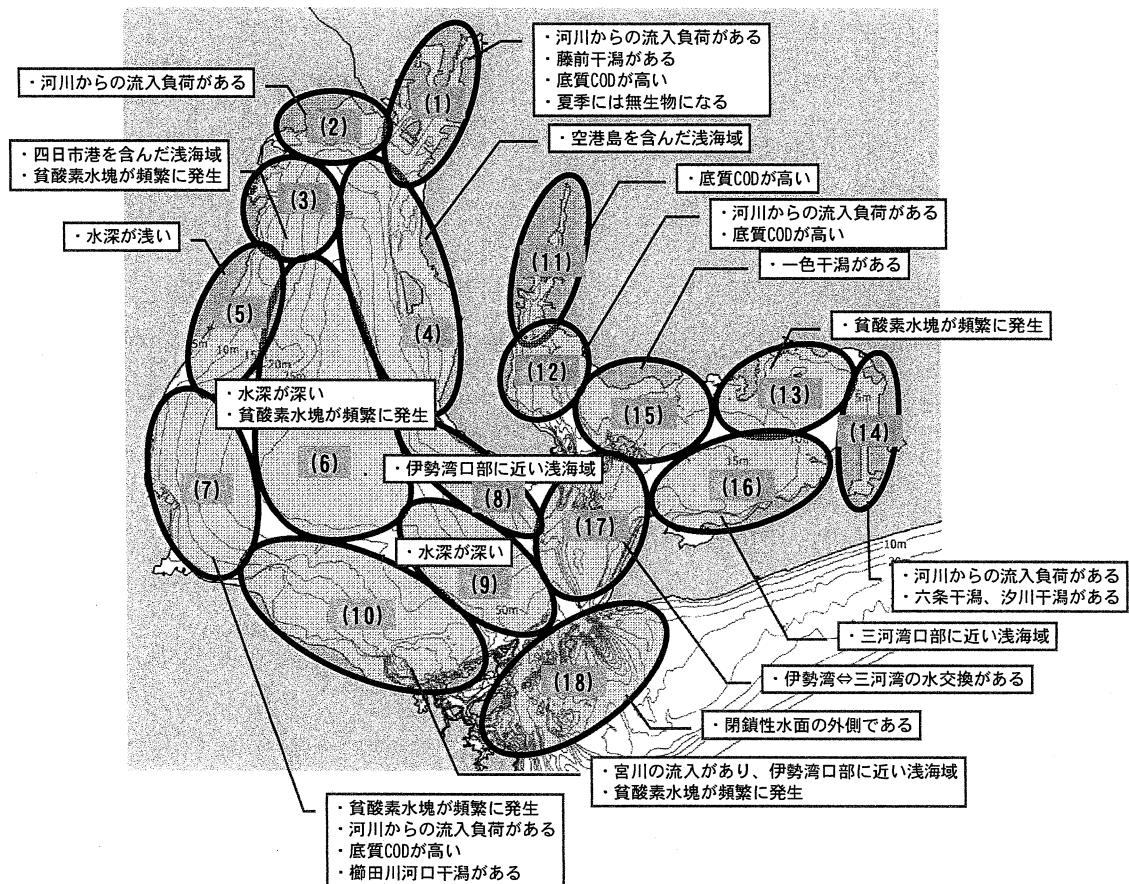 ・河川からの流入負荷がある
・藤前干潟がある
・底質CODが高い
・夏季には無生物になる
・河川からの流入負荷がある
(1)
(2)
・空港島を含んだ浅海域
・四日市港を含んだ浅海域
・貧酸素水塊が頻繁に発生
(3)
・底質CODが高い
・河川からの流入負荷がある
・底質CODが高い
・水深が浅い
(11)
・一色干潟がある
(5)
(4)
5m
10m
15
20m
・貧酸素水塊が頻繁に発生
(12)
(13)
5m
・水深が深い
・貧酸素水塊が頻繁に発生
(15)
(14)
・伊勢湾口部に近い浅海域
(6)
15m
(16)
(7)
(8)
(17)
・水深が深い
10m
(9)
50m
(10)
・河川からの流入負荷がある
・六条干潟、汐川干潟がある
・三河湾口部に近い浅海域
(18)
・伊勢湾⇔三河湾の水交換がある
・閉鎖性水面の外側である
・宮川の流入があり、伊勢湾口部に近い浅海域
・貧酸素水塊が頻繁に発生
・貧酸素水塊が頻繁に発生
・河川からの流入負荷がある
・底質CODが高い
・櫛田川河口干潟がある